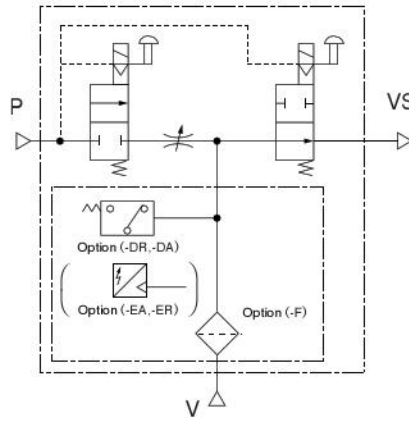 P
VS
Option (-DR,-DA)
Option (-EA,-ER)
Option (-F)
V